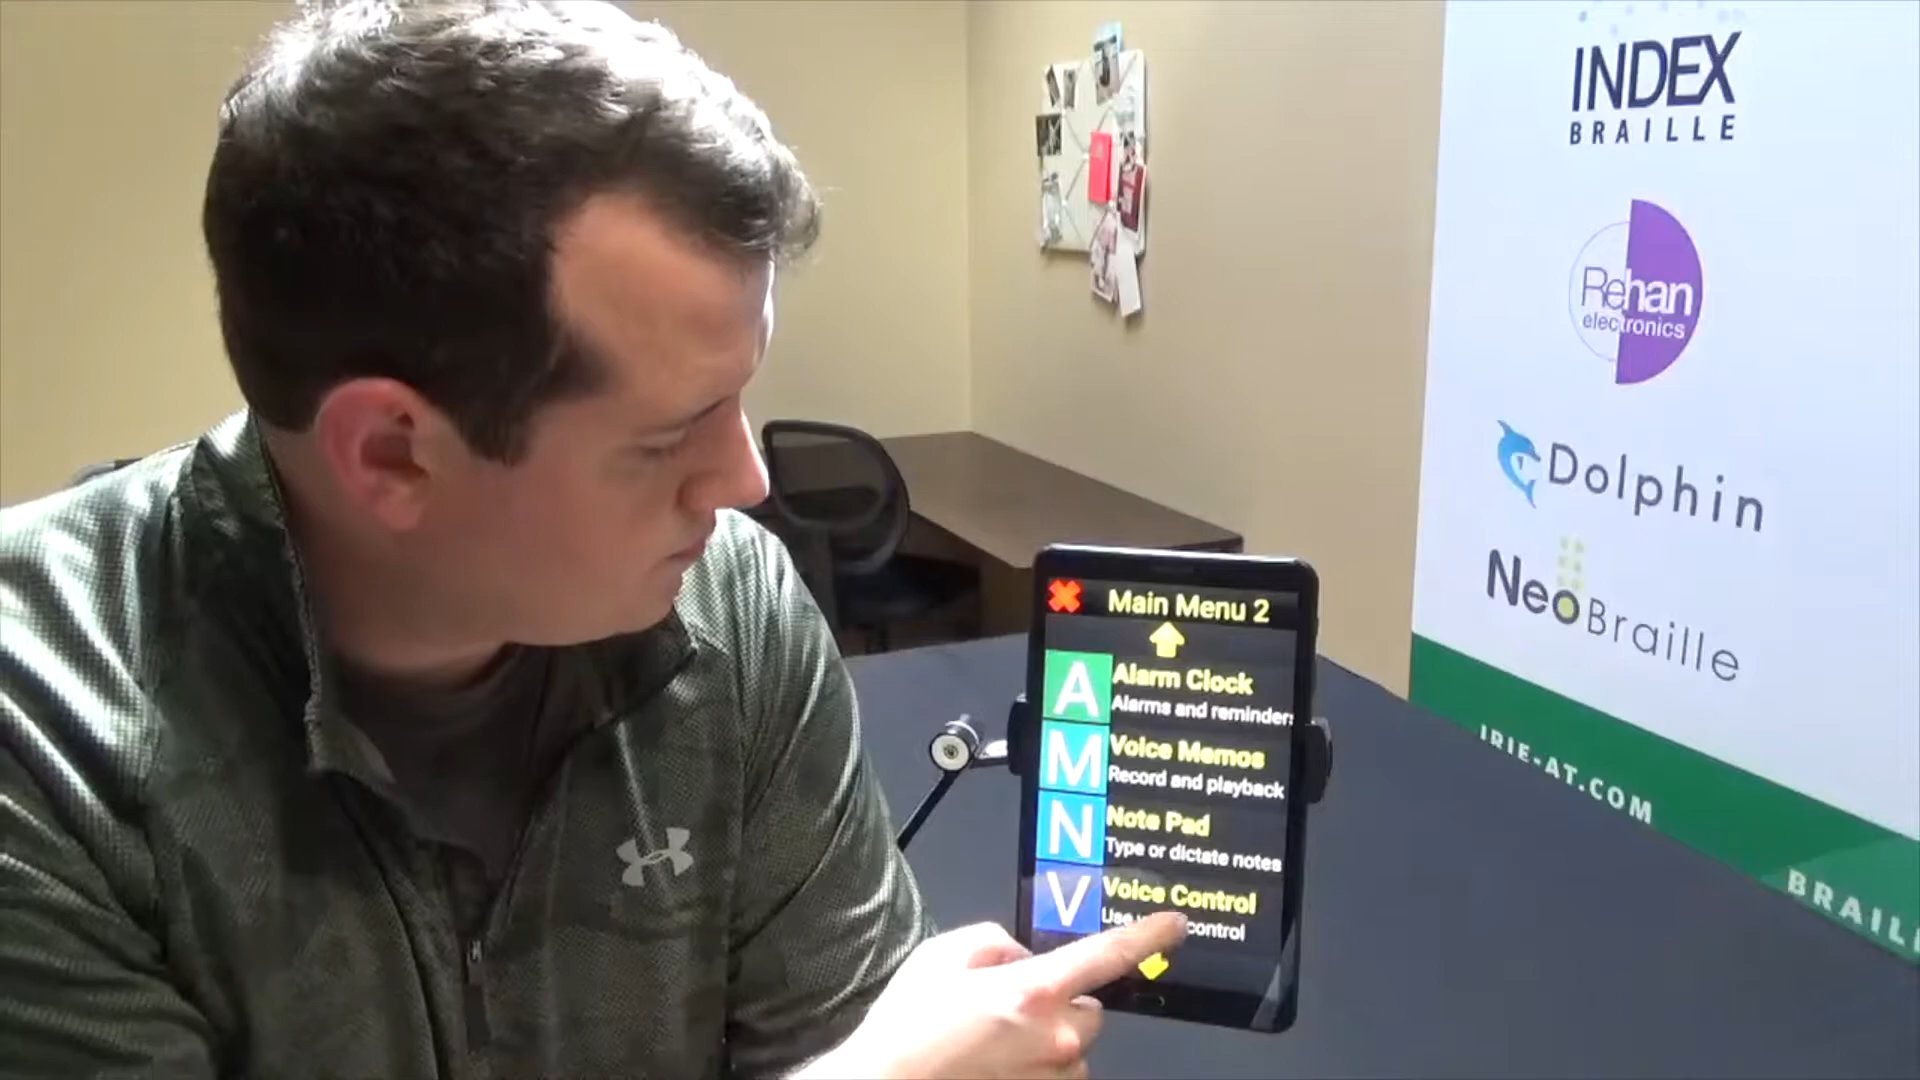 INDEX
BRAILLE
Rehan
electronics
Dolphin
NeoBraille
IRIE-AT.COM
BRAILL
Main Menu 2
A
Alarm Clock
Alarms and reminders
M
Voice Memos
Record and playback
N
Note Pad
Type or dictate notes
V
Voice Control
Use control